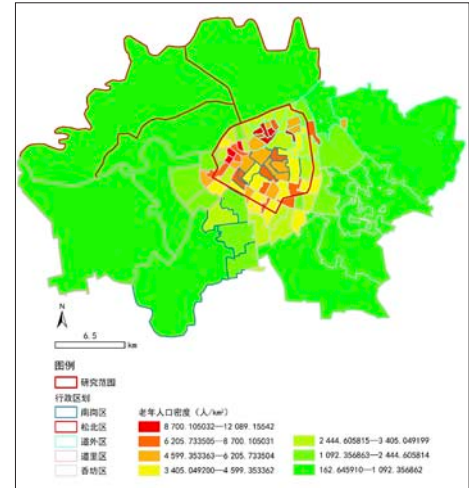 N
6.5
km
图例
研究范围
行政区划
南岗区
松北区
道外区
道里区
香坊区
老年人口密度（人/km²）
8 700.105032—12 089.15542
6 205.733505—8 700.105031
4 599.353363—6 205.733504
3 405.049200—4 599.353362
2 444.605815—3 405.049199
1 092.356863—2 444.605814
162.645910—1 092.356862